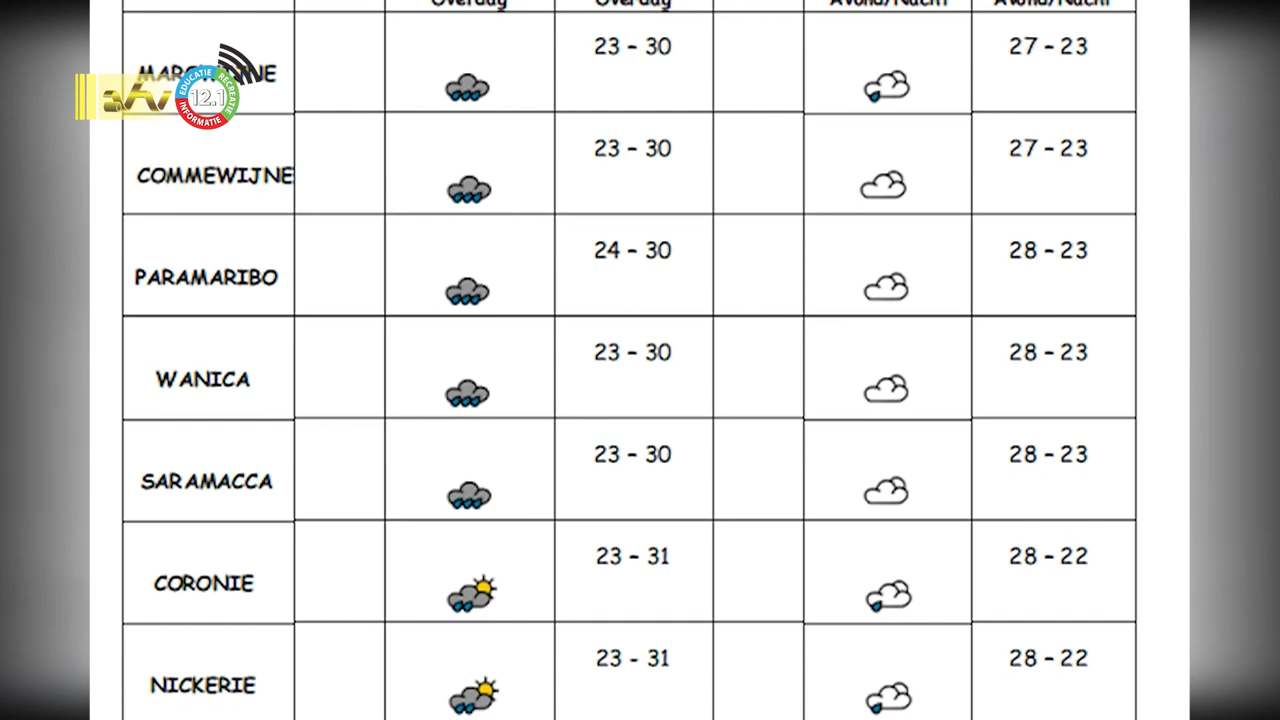 Overdag Overdag Avond/Nacht Avond/Nacht
23 - 30 27 - 23
MAROWIJNE
EDUCATIE RECREATIE INFORMATIE 12.1
23 - 30 27 - 23
COMMEWIJNE
24 - 30 28 - 23
PARAMARIBO
23 - 30 28 - 23
WANICA
23 - 30 28 - 23
SARAMACCA
23 - 31 28 - 22
CORONIE
23 - 31 28 - 22
NICKERIE